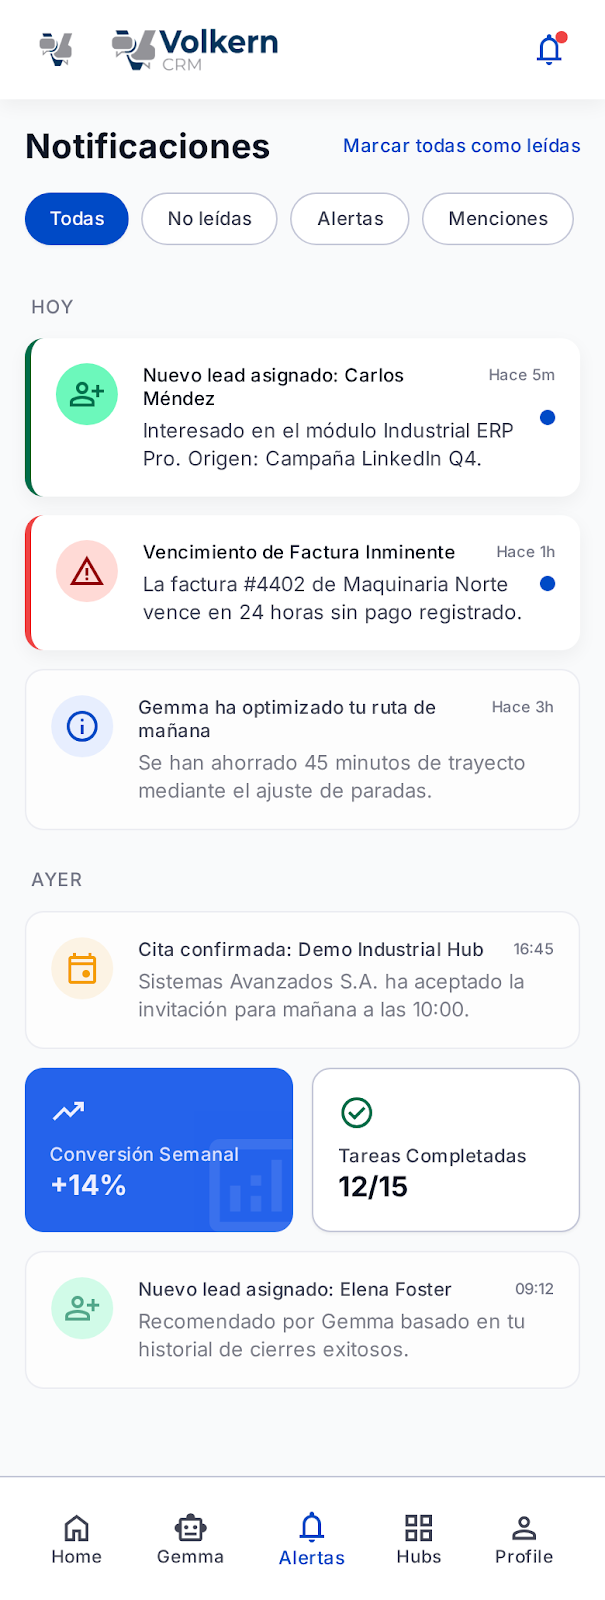 Volkern
CRM
Notificaciones
Marcar todas como leídas
Todas
No leídas
Alertas
Menciones
HOY
Nuevo lead asignado: Carlos
Méndez
Hace 5m
Interesado en el módulo Industrial ERP
Pro. Origen: Campaña LinkedIn Q4.
Vencimiento de Factura Inminente
Hace 1h
La factura #4402 de Maquinaria Norte
vence en 24 horas sin pago registrado.
Gemma ha optimizado tu ruta de
mañana
Hace 3h
Se han ahorrado 45 minutos de trayecto
mediante el ajuste de paradas.
AYER
Cita confirmada: Demo Industrial Hub
16:45
Sistemas Avanzados S.A. ha aceptado la
invitación para mañana a las 10:00.
Conversión Semanal
+14%
Tareas Completadas
12/15
Nuevo lead asignado: Elena Foster
09:12
Recomendado por Gemma basado en tu
historial de cierres exitosos.
Home
Gemma
Alertas
Hubs
Profile